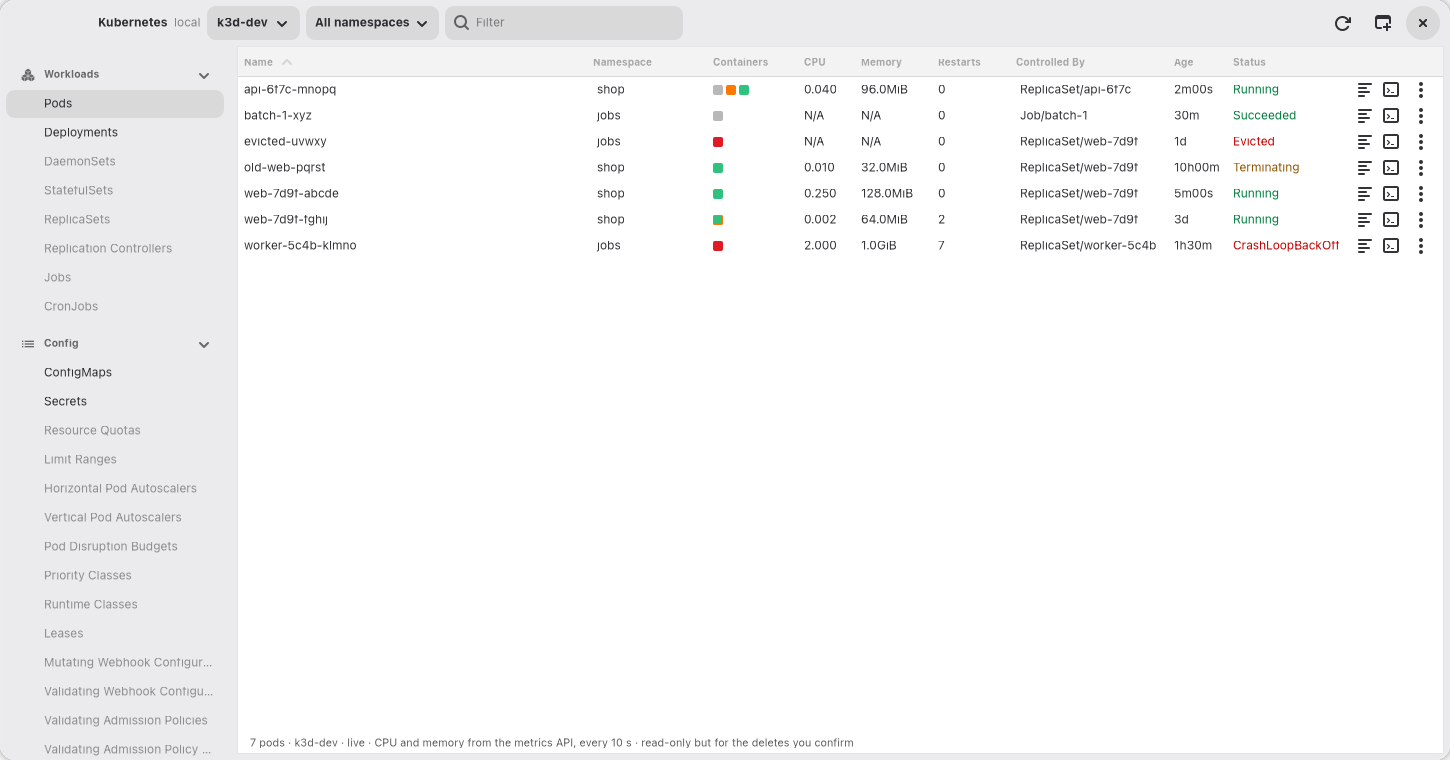 Kubernetes local k3d-dev All namespaces Filter
Workloads
Pods
Deployments
DaemonSets
StatefulSets
ReplicaSets
Replication Controllers
Jobs
CronJobs
Config
ConfigMaps
Secrets
Resource Quotas
Limit Ranges
Horizontal Pod Autoscalers
Vertical Pod Autoscalers
Pod Disruption Budgets
Priority Classes
Runtime Classes
Leases
Mutating Webhook Configur...
Validating Webhook Configu...
Validating Admission Policies
Validating Admission Policy ...
Name Namespace Containers CPU Memory Restarts Controlled By Age Status
api-6f7c-mnopq shop 0.040 96.0MiB 0 ReplicaSet/api-6f7c 2m00s Running
batch-1-xyz jobs N/A N/A 0 Job/batch-1 30m Succeeded
evicted-uvwxy jobs N/A N/A 0 ReplicaSet/web-7d9f 1d Evicted
old-web-pqrst shop 0.010 32.0MiB 0 ReplicaSet/web-7d9f 10h00m Terminating
web-7d9f-abcde shop 0.250 128.0MiB 0 ReplicaSet/web-7d9f 5m00s Running
web-7d9f-fghij shop 0.002 64.0MiB 2 ReplicaSet/web-7d9f 3d Running
worker-5c4b-klmno jobs 2.000 1.0GiB 7 ReplicaSet/worker-5c4b 1h30m CrashLoopBackOff
7 pods · k3d-dev · live · CPU and memory from the metrics API, every 10 s · read-only but for the deletes you confirm